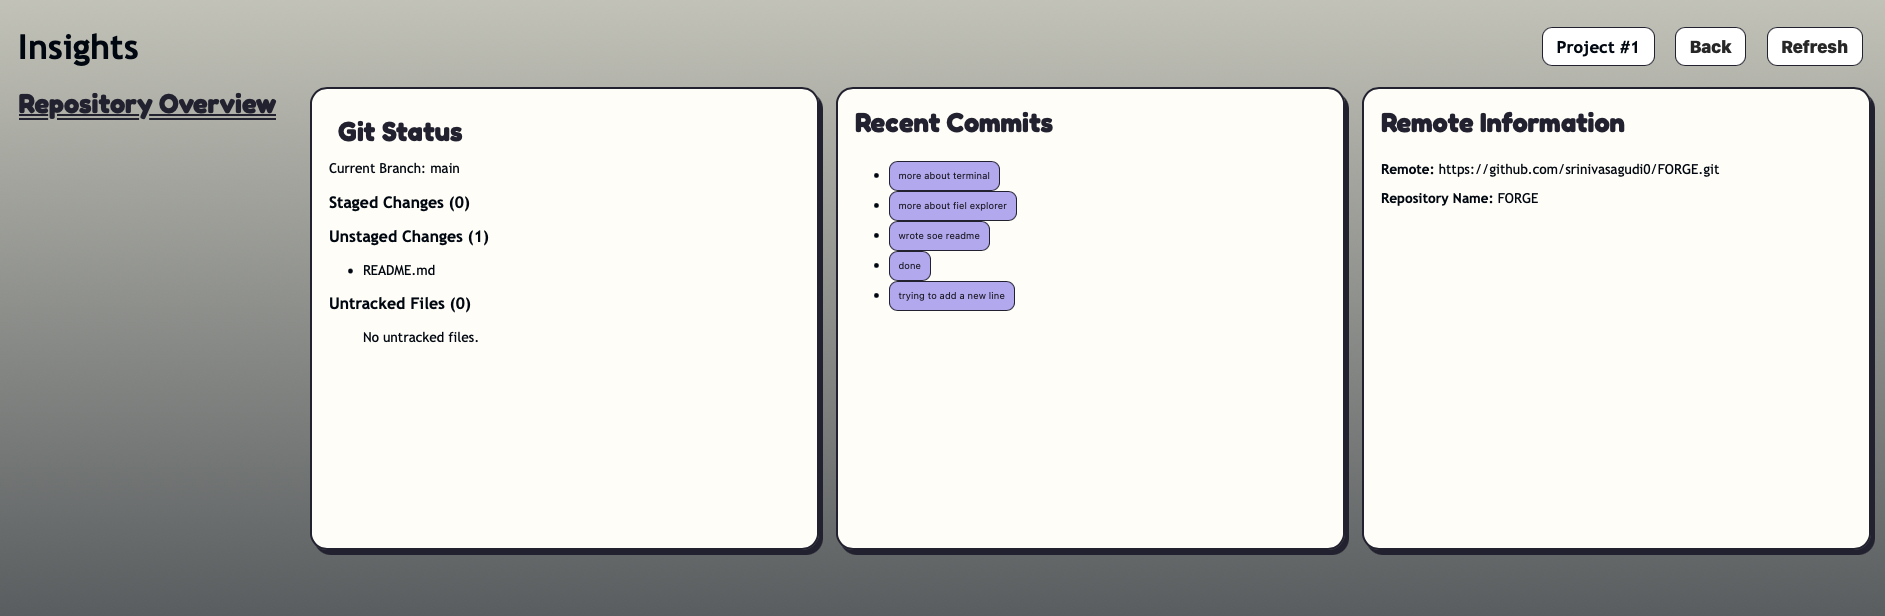 Insights
Project #1
Back
Refresh
Repository Overview
Git Status
Current Branch: main
Staged Changes (0)
Unstaged Changes (1)
README.md
Untracked Files (0)
No untracked files.
Recent Commits
more about terminal
more about fiel explorer
wrote soe readme
done
trying to add a new line
Remote Information
Remote: https://github.com/srinivasagudi0/FORGE.git
Repository Name: FORGE